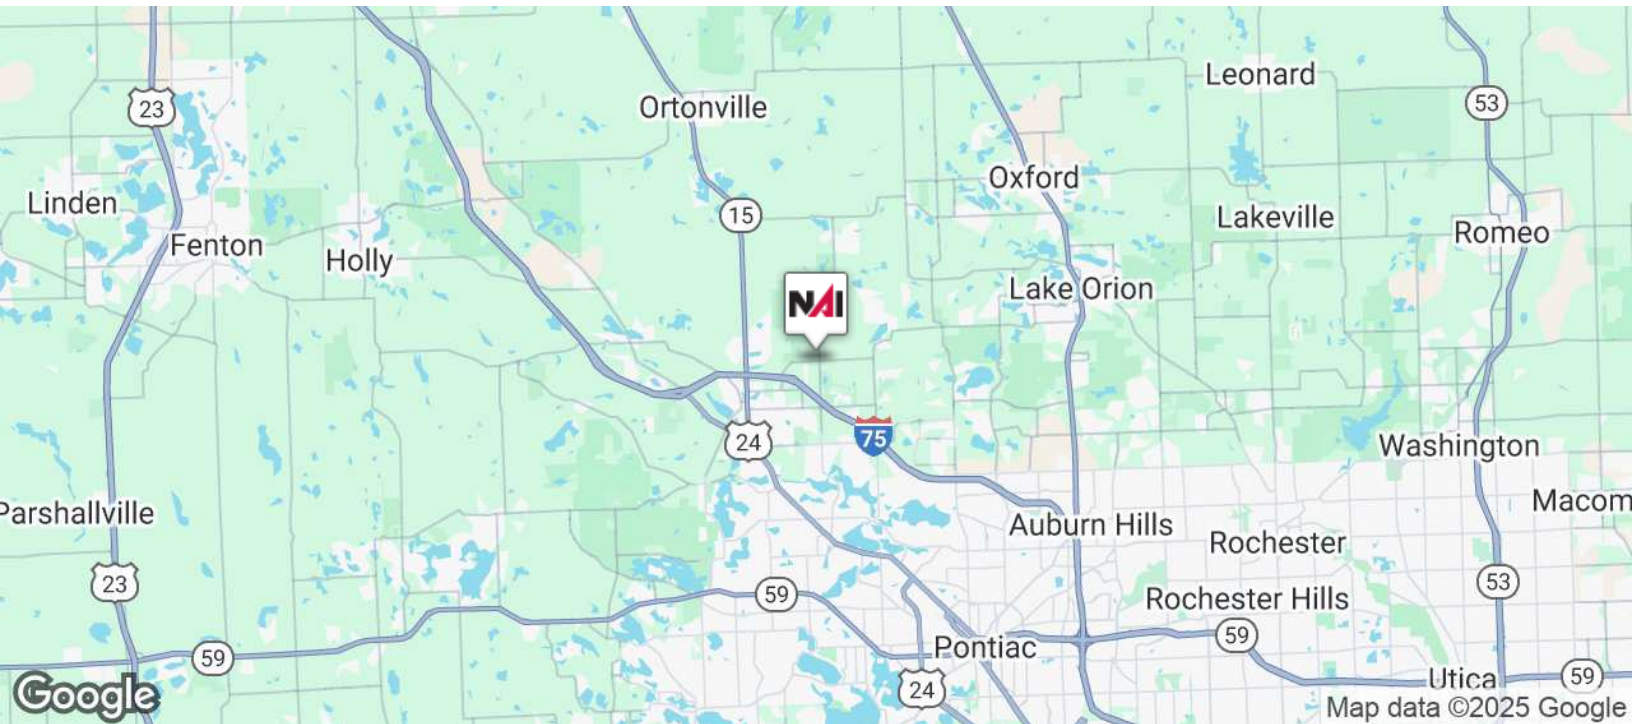 Leonard
23
Ortonville
53
Oxford
Linden
15
Lakeville
Fenton
Romeo
Holly
Lake Orion
NAI
24
75
Washington
Parshallville
Macom
Auburn Hills
Rochester
23
59
53
Rochester Hills
59
Pontiac
59
24
Utica
59
Google
Map data ©2025 Google